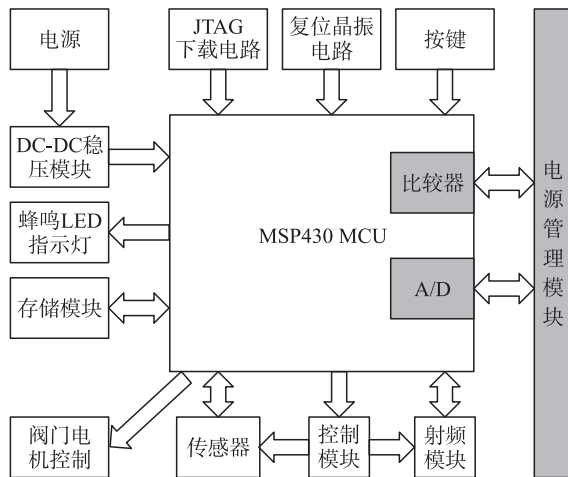 电源
JTAG
下载电路
复位晶振
电路
按键
DC-DC稳
压模块
比较器
电源管理模块
蜂鸣LED
指示灯
MSP430 MCU
存储模块
A/D
阀门电
机控制
传感器
控制
模块
射频
模块